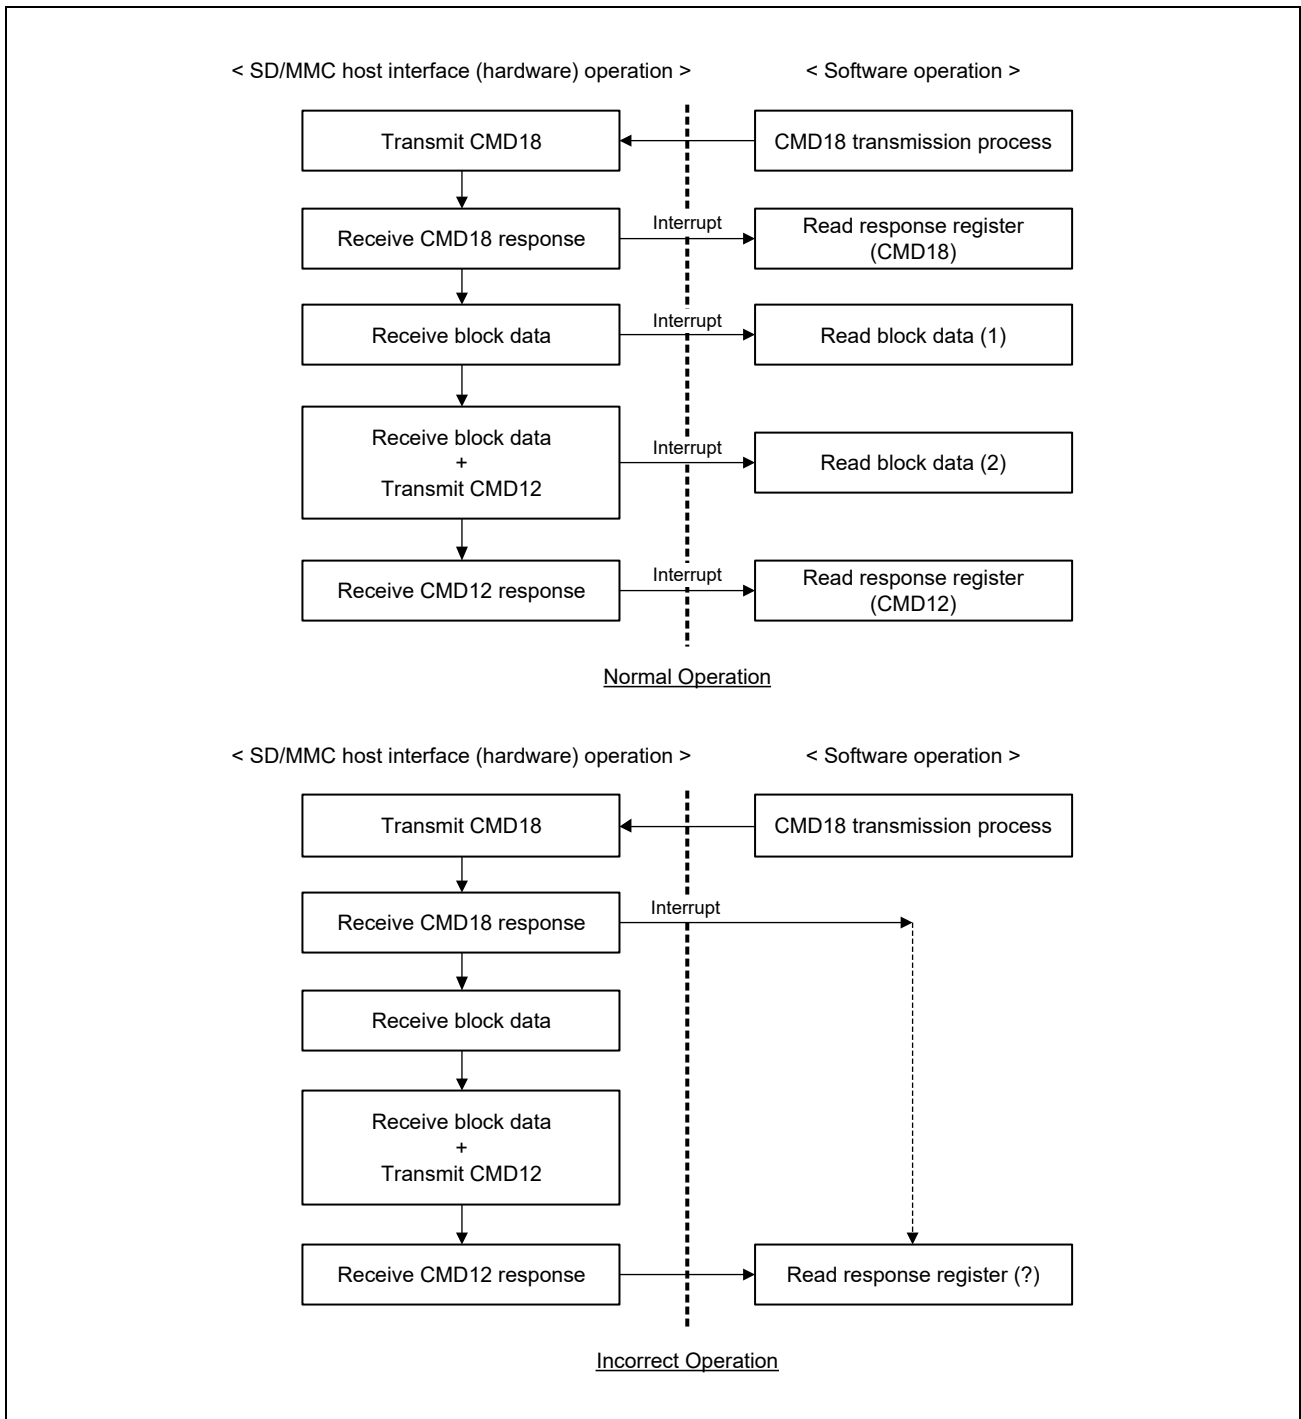 < SD/MMC host interface (hardware) operation >
< Software operation >
Transmit CMD18
CMD18 transmission process
Receive CMD18 response
Interrupt
Read response register
(CMD18)
Receive block data
Interrupt
Read block data (1)
Receive block data
+
Transmit CMD12
Interrupt
Read block data (2)
Receive CMD12 response
Interrupt
Read response register
(CMD12)
Normal Operation
< SD/MMC host interface (hardware) operation >
< Software operation >
Transmit CMD18
CMD18 transmission process
Receive CMD18 response
Interrupt
Receive block data
Receive block data
+
Transmit CMD12
Receive CMD12 response
Read response register (?)
Incorrect Operation